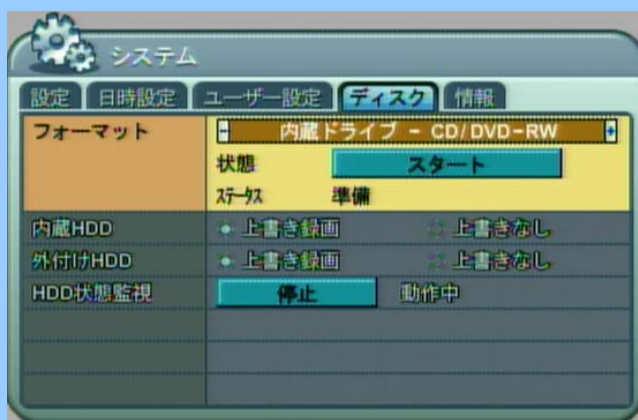 システム
設定 日時設定 ユーザー設定 ディスク 情報
フォーマット - 内蔵ドライブ - CD/DVD-RW +
状態 スタート
ステータス 準備
内蔵HDD 上書き録画 上書きなし
外付けHDD 上書き録画 上書きなし
HDD状態監視 停止 動作中